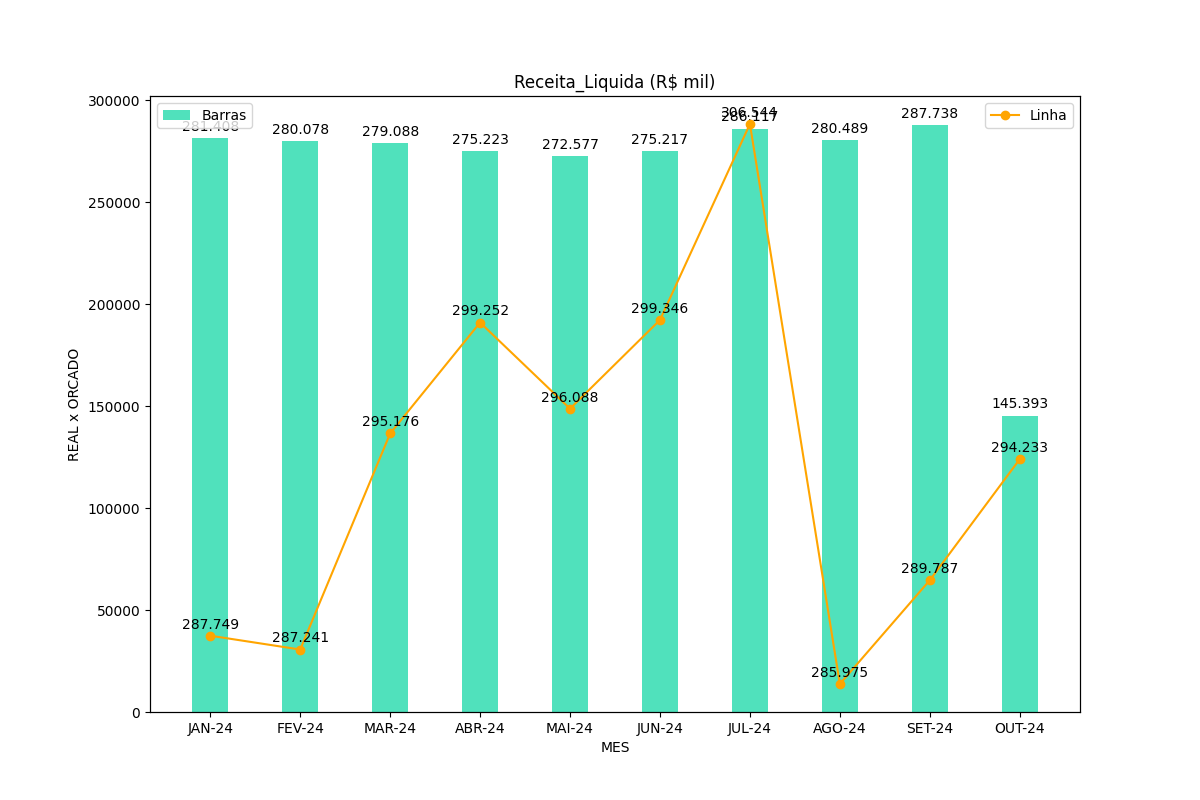 Receita_Liquida (R$ mil)
Barras
Linha
300000
250000
200000
150000
100000
50000
0
REAL x ORCADO
281.408
280.078
279.088
275.223
272.577
275.217
286.117
280.489
287.738
145.393
287.749
287.241
295.176
299.252
296.088
299.346
306.544
285.975
289.787
294.233
JAN-24
FEV-24
MAR-24
ABR-24
MAI-24
JUN-24
JUL-24
AGO-24
SET-24
OUT-24
MES